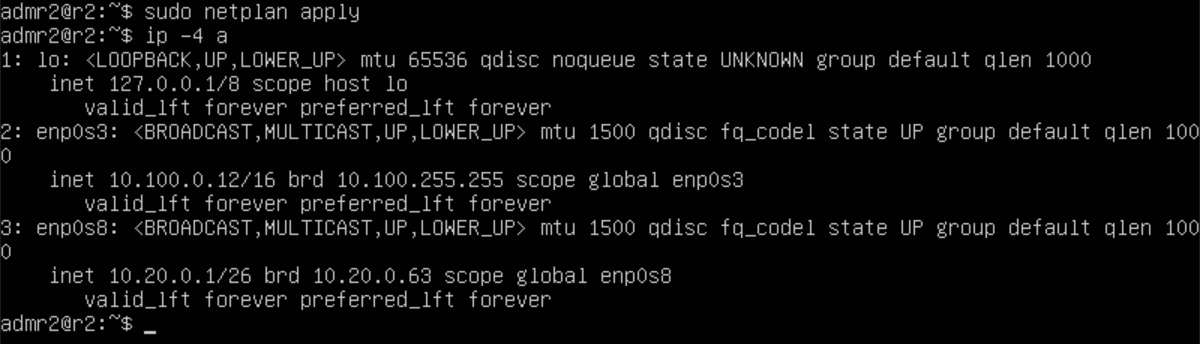 admr2@r2:~$ sudo netplan apply
admr2@r2:~$ ip -4 a
1: lo: <LOOPBACK,UP,LOWER_UP> mtu 65536 qdisc noqueue state UNKNOWN group default qlen 1000
    inet 127.0.0.1/8 scope host lo
       valid_lft forever preferred_lft forever
2: enp0s3: <BROADCAST,MULTICAST,UP,LOWER_UP> mtu 1500 qdisc fq_codel state UP group default qlen 100
0
    inet 10.100.0.12/16 brd 10.100.255.255 scope global enp0s3
       valid_lft forever preferred_lft forever
3: enp0s8: <BROADCAST,MULTICAST,UP,LOWER_UP> mtu 1500 qdisc fq_codel state UP group default qlen 100
0
    inet 10.20.0.1/26 brd 10.20.0.63 scope global enp0s8
       valid_lft forever preferred_lft forever
admr2@r2:~$ _